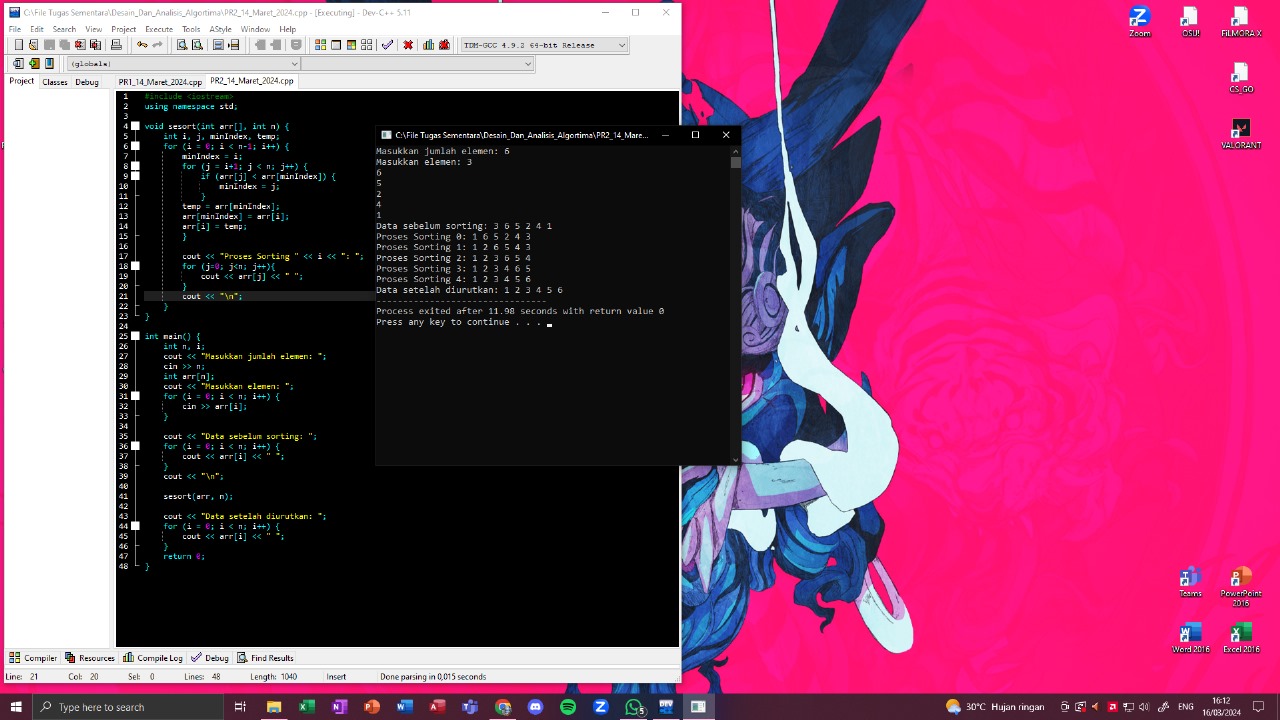 C:\File Tugas Sementara\Desain_Dan_Analisis_Algortima\PR2_14_Maret_2024.cpp - [Executing] - Dev-C++ 5.11
File Edit Search View Project Execute Tools AStyle Window Help
TDM-GCC 4.9.2 64-bit Release
(globals)
Project Classes Debug
PR1_14_Maret_2024.cpp PR2_14_Maret_2024.cpp
1 #include <iostream>
2 using namespace std;
3
4 void sesort(int arr[], int n) {
5 int i, j, minIndex, temp;
6 for (i = 0; i < n-1; i++) {
7 minIndex = i;
8 for (j = i+1; j < n; j++) {
9 if (arr[j] < arr[minIndex]) {
10 minIndex = j;
11 }
12 temp = arr[minIndex];
13 arr[minIndex] = arr[i];
14 arr[i] = temp;
15 }
16
17 cout << "Proses Sorting " << i << ": ";
18 for (j=0; j<n; j++){
19 cout << arr[j] << " ";
20 }
21 cout << "\n";
22 }
23 }
24
25 int main() {
26 int n, i;
27 cout << "Masukkan jumlah elemen: ";
28 cin >> n;
29 int arr[n];
30 cout << "Masukkan elemen: ";
31 for (i = 0; i < n; i++) {
32 cin >> arr[i];
33 }
34
35 cout << "Data sebelum sorting: ";
36 for (i = 0; i < n; i++) {
37 cout << arr[i] << " ";
38 }
39 cout << "\n";
40
41 sesort(arr, n);
42
43 cout << "Data setelah diurutkan: ";
44 for (i = 0; i < n; i++) {
45 cout << arr[i] << " ";
46 }
47 return 0;
48 }
C:\File Tugas Sementara\Desain_Dan_Analisis_Algortima\PR2_14_Mare...
Masukkan jumlah elemen: 6
Masukkan elemen: 3
6
5
2
4
1
Data sebelum sorting: 3 6 5 2 4 1
Proses Sorting 0: 1 6 5 2 4 3
Proses Sorting 1: 1 2 6 5 4 3
Proses Sorting 2: 1 2 3 6 5 4
Proses Sorting 3: 1 2 3 4 6 5
Proses Sorting 4: 1 2 3 4 5 6
Data setelah diurutkan: 1 2 3 4 5 6
--------------------------------
Process exited after 11.98 seconds with return value 0
Press any key to continue . . .
Compiler Resources Compile Log Debug Find Results
Line: 21 Col: 20 Sel: 0 Lines: 48 Length: 1040 Insert Done parsing in 0,015 seconds
Zoom
OSU!
FILMORA X
CS_GO
VALORANT
Teams
PowerPoint 2016
Word 2016
Excel 2016
Type here to search
5
30°C Hujan ringan
ENG
16:12
16/03/2024